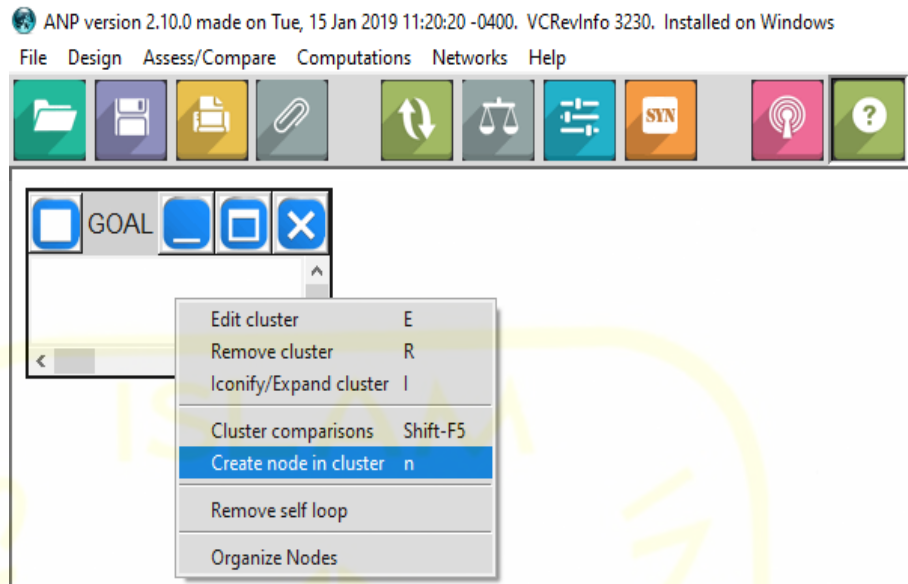 ANP version 2.10.0 made on Tue, 15 Jan 2019 11:20:20 -0400. VCRevInfo 3230. Installed on Windows
File Design Assess/Compare Computations Networks Help
SYN ?
GOAL
Edit cluster E
Remove cluster R
Iconify/Expand cluster I
Cluster comparisons Shift-F5
Create node in cluster n
Remove self loop
Organize Nodes
ISLAM